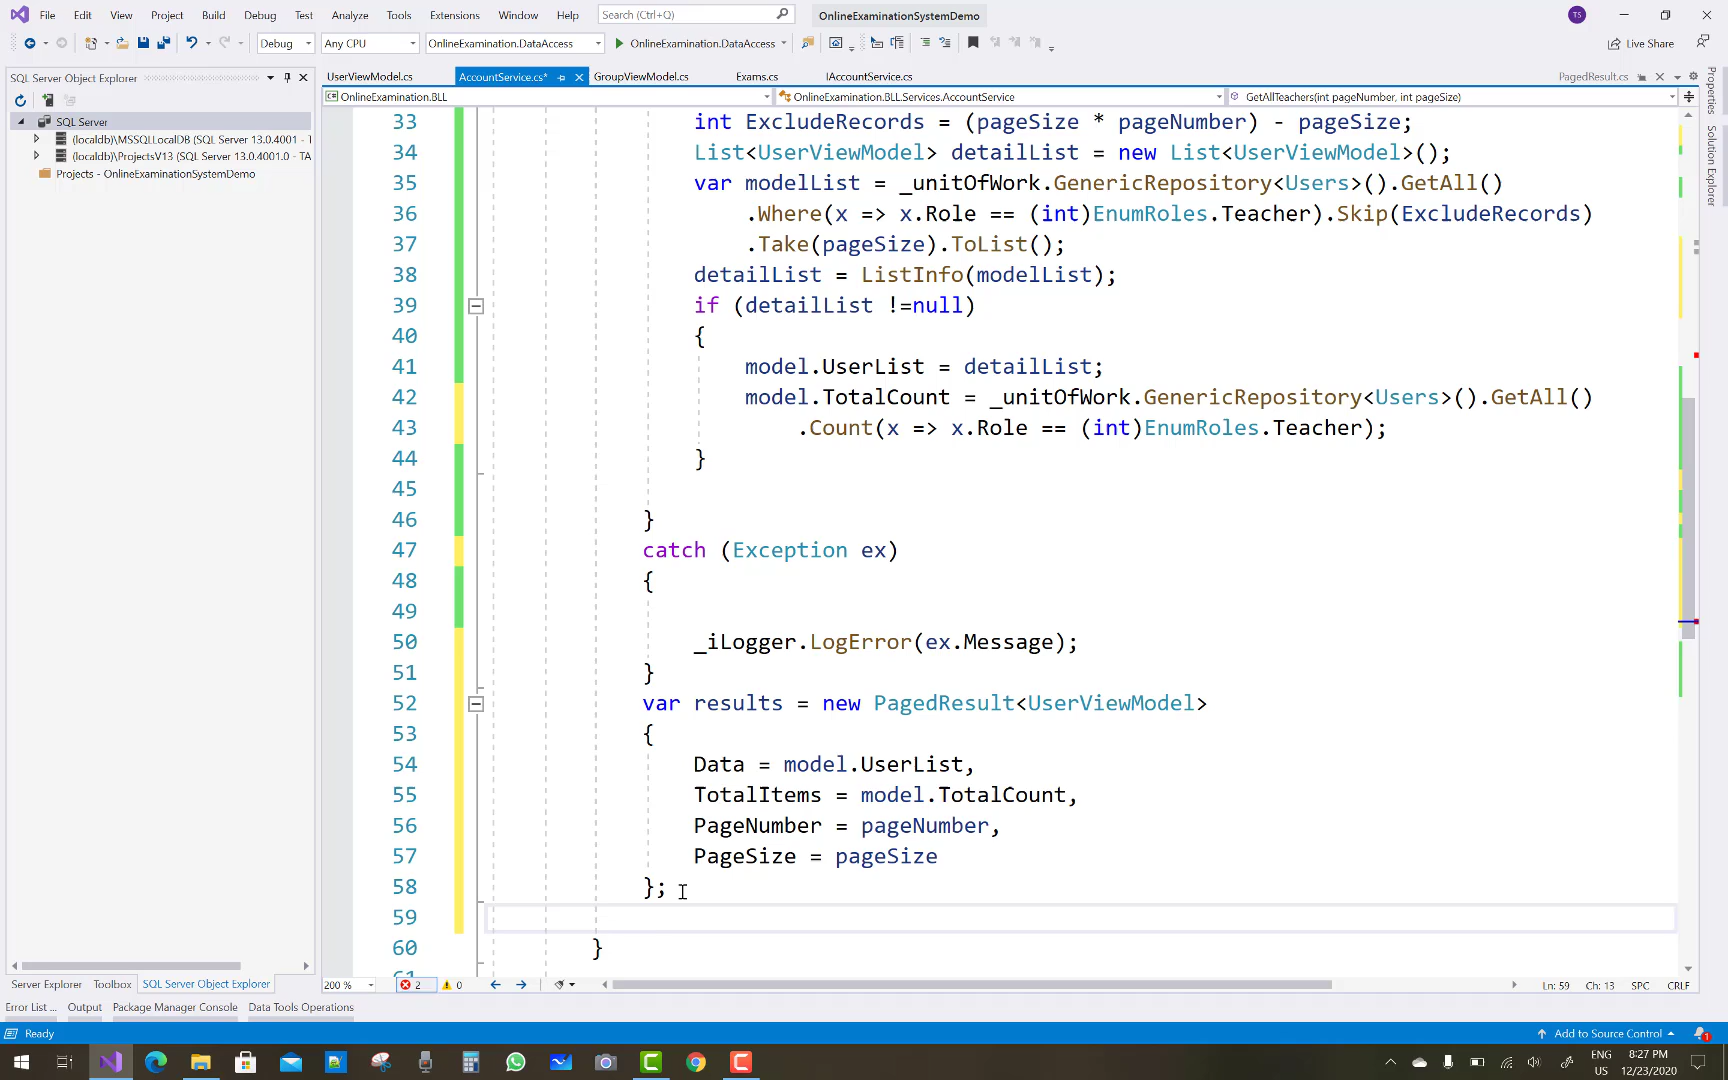 File Edit View Project Build Debug Test Analyze Tools Extensions Window Help Search (Ctrl+Q) OnlineExaminationSystemDemo TS
Debug Any CPU OnlineExamination.DataAccess OnlineExamination.DataAccess Live Share
SQL Server Object Explorer
SQL Server
(localdb)\MSSQLLocalDB (SQL Server 13.0.4001 - T
(localdb)\ProjectsV13 (SQL Server 13.0.4001.0 - TA
Projects - OnlineExaminationSystemDemo
UserViewModel.cs AccountService.cs* GroupViewModel.cs Exams.cs IAccountService.cs PagedResult.cs
OnlineExamination.BLL OnlineExamination.BLL.Services.AccountService GetAllTeachers(int pageNumber, int pageSize)
33 int ExcludeRecords = (pageSize * pageNumber) - pageSize;
34 List<UserViewModel> detailList = new List<UserViewModel>();
35 var modelList = _unitOfWork.GenericRepository<Users>().GetAll()
36 .Where(x => x.Role == (int)EnumRoles.Teacher).Skip(ExcludeRecords)
37 .Take(pageSize).ToList();
38 detailList = ListInfo(modelList);
39 if (detailList !=null)
40 {
41 model.UserList = detailList;
42 model.TotalCount = _unitOfWork.GenericRepository<Users>().GetAll()
43 .Count(x => x.Role == (int)EnumRoles.Teacher);
44 }
45
46 }
47 catch (Exception ex)
48 {
49
50 _iLogger.LogError(ex.Message);
51 }
52 var results = new PagedResult<UserViewModel>
53 {
54 Data = model.UserList,
55 TotalItems = model.TotalCount,
56 PageNumber = pageNumber,
57 PageSize = pageSize
58 };
59
60 }
Properties
Solution Explorer
Server Explorer Toolbox SQL Server Object Explorer
200 % 2 0 Ln: 59 Ch: 13 SPC CRLF
Error List ... Output Package Manager Console Data Tools Operations
Ready Add to Source Control 1
ENG
US
8:27 PM
12/23/2020